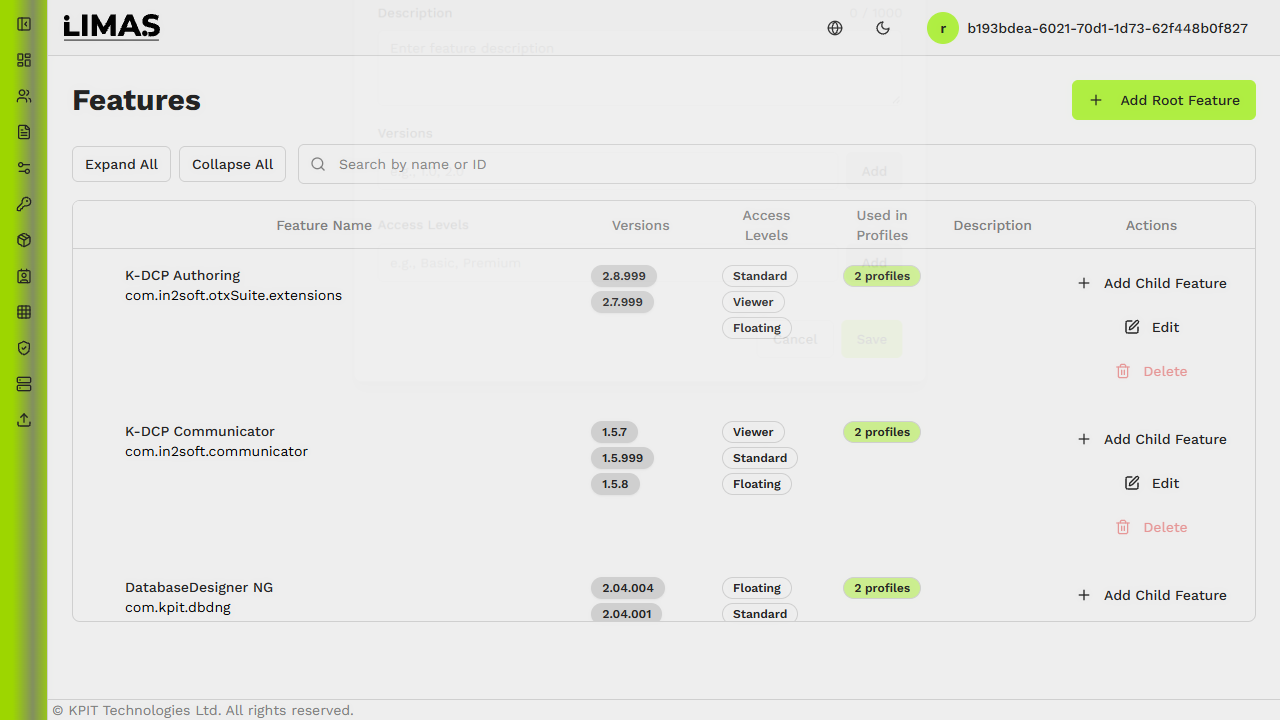 LIMAS
r
b193bdea-6021-70d1-1d73-62f448b0f827
Description
0 / 1000
Enter feature description
Features
Add Root Feature
Versions
Expand All
Collapse All
Search by name or ID
Add
Feature Name
Versions
Access Levels
Used in Profiles
Description
Actions
Access Levels
e.g., Basic, Premium
Add
K-DCP Authoring
com.in2soft.otxSuite.extensions
2.8.999
2.7.999
Standard
Viewer
Floating
2 profiles
Add Child Feature
Edit
Delete
Cancel
Save
K-DCP Communicator
com.in2soft.communicator
1.5.7
1.5.999
1.5.8
Viewer
Standard
Floating
2 profiles
Add Child Feature
Edit
Delete
DatabaseDesigner NG
com.kpit.dbdng
2.04.004
2.04.001
Floating
Standard
2 profiles
Add Child Feature
© KPIT Technologies Ltd. All rights reserved.